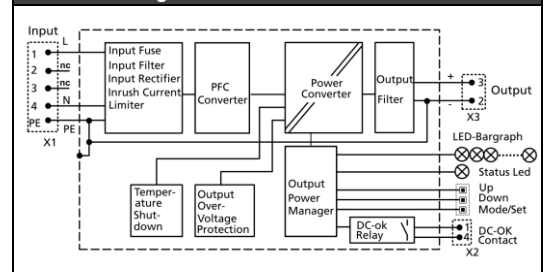 Input
L
1
2 nc
3 nc
4 N
PE PE
X1
Input Fuse
Input Filter
Input Rectifier
Inrush Current
Limiter
PFC
Converter
Power
Converter
Output
Filter
+ 3
- 2
Output
X3
LED-Bargraph
Status Led
Up
Down
Mode/Set
Temper-
ature
Shut-
down
Output
Over-
Voltage
Protection
Output
Power
Manager
DC-ok
Relay
1
4
DC-OK
Contact
X2